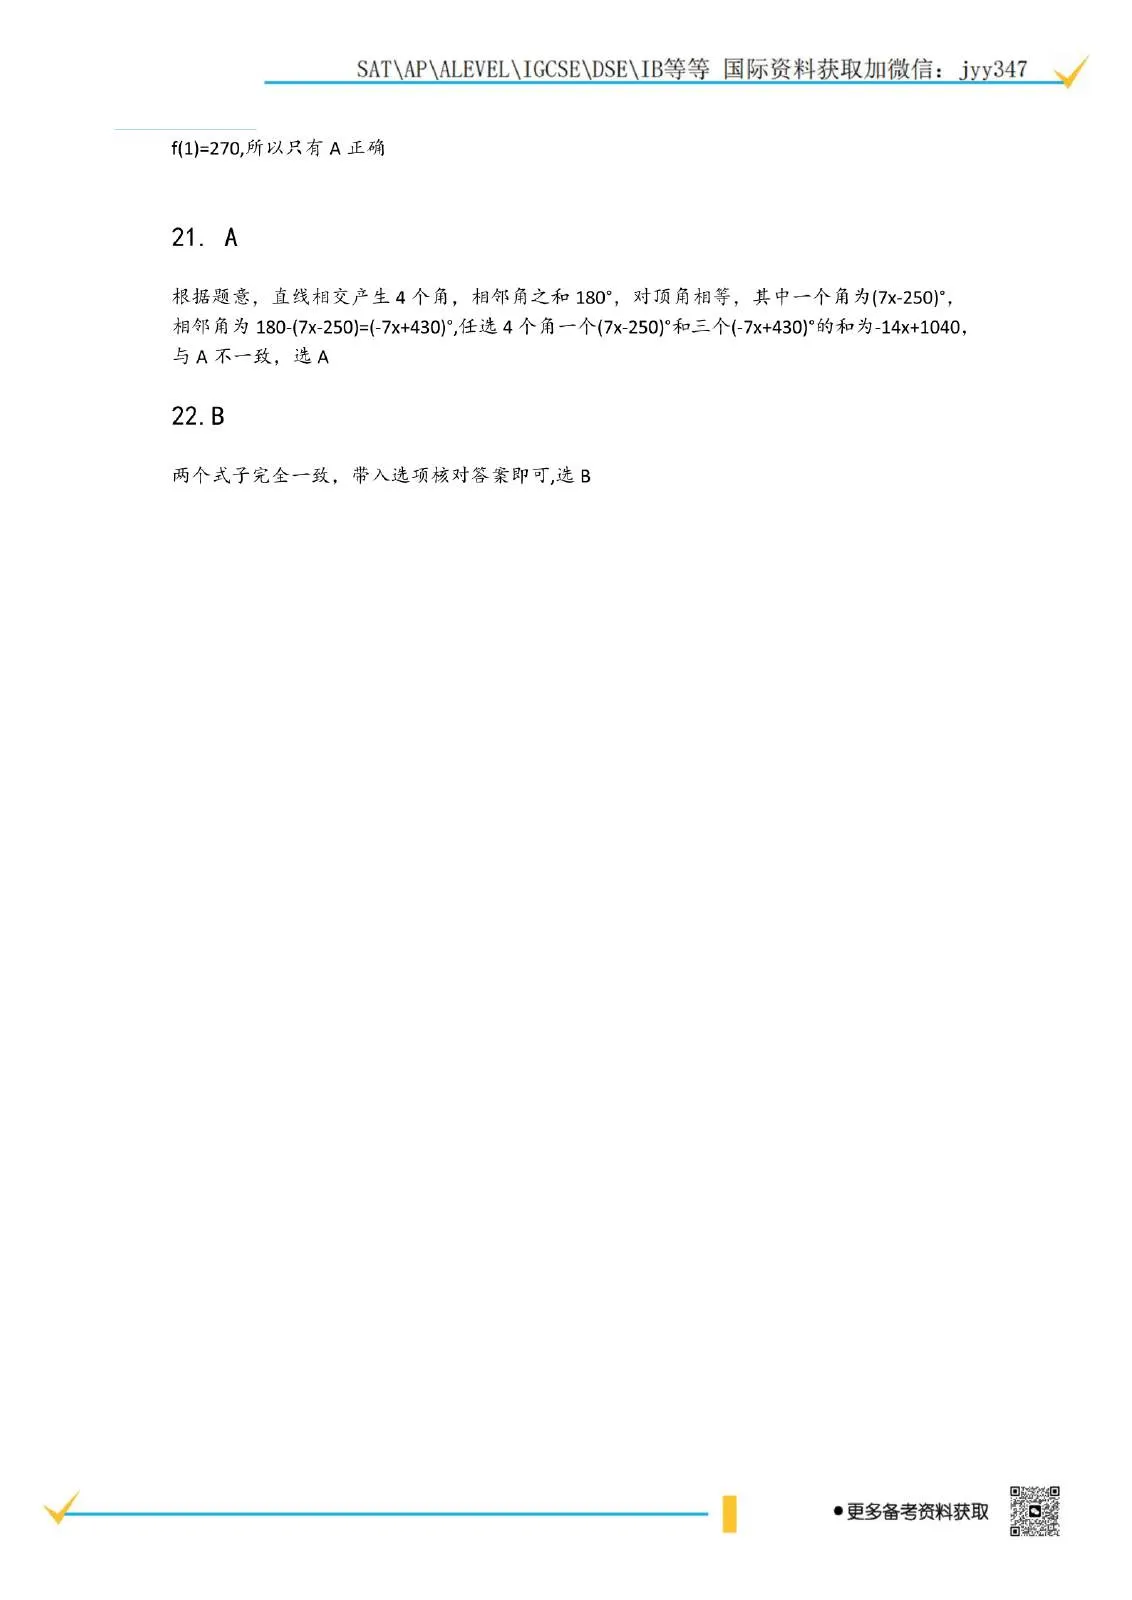 SAT\AP\ALEVEL\IGCSE\DSE\IB等等 国际资料获取加微信：jyy347
f(1)=270,所以只有 A 正确
21. A
根据题意，直线相交产生 4 个角，相邻角之和 180°，对顶角相等，其中一个角为(7x-250)°，
相邻角为 180-(7x-250)=(-7x+430)°,任选 4 个角一个(7x-250)°和三个(-7x+430)°的和为-14x+1040，
与 A 不一致，选 A
22.B
两个式子完全一致，带入选项核对答案即可,选 B
●更多备考资料获取